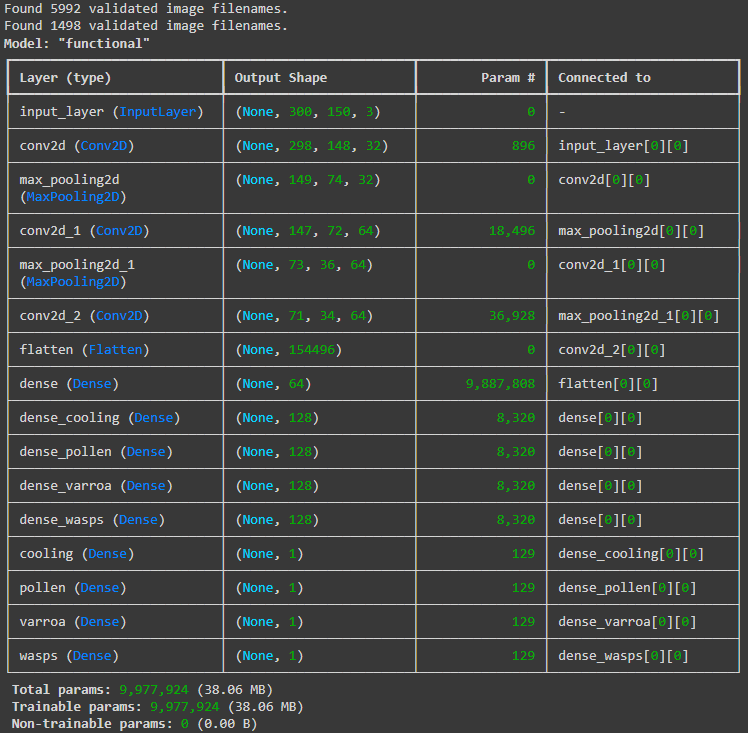 Found 5992 validated image filenames.
Found 1498 validated image filenames.
Model: "functional"
Layer (type) Output Shape Param # Connected to
input_layer (InputLayer) (None, 300, 150, 3) 0 -
conv2d (Conv2D) (None, 298, 148, 32) 896 input_layer[0][0]
max_pooling2d (None, 149, 74, 32) 0 conv2d[0][0]
(MaxPooling2D)
conv2d_1 (Conv2D) (None, 147, 72, 64) 18,496 max_pooling2d[0][0]
max_pooling2d_1 (None, 73, 36, 64) 0 conv2d_1[0][0]
(MaxPooling2D)
conv2d_2 (Conv2D) (None, 71, 34, 64) 36,928 max_pooling2d_1[0][0]
flatten (Flatten) (None, 154496) 0 conv2d_2[0][0]
dense (Dense) (None, 64) 9,887,808 flatten[0][0]
dense_cooling (Dense) (None, 128) 8,320 dense[0][0]
dense_pollen (Dense) (None, 128) 8,320 dense[0][0]
dense_varroa (Dense) (None, 128) 8,320 dense[0][0]
dense_wasps (Dense) (None, 128) 8,320 dense[0][0]
cooling (Dense) (None, 1) 129 dense_cooling[0][0]
pollen (Dense) (None, 1) 129 dense_pollen[0][0]
varroa (Dense) (None, 1) 129 dense_varroa[0][0]
wasps (Dense) (None, 1) 129 dense_wasps[0][0]
Total params: 9,977,924 (38.06 MB)
Trainable params: 9,977,924 (38.06 MB)
Non-trainable params: 0 (0.00 B)